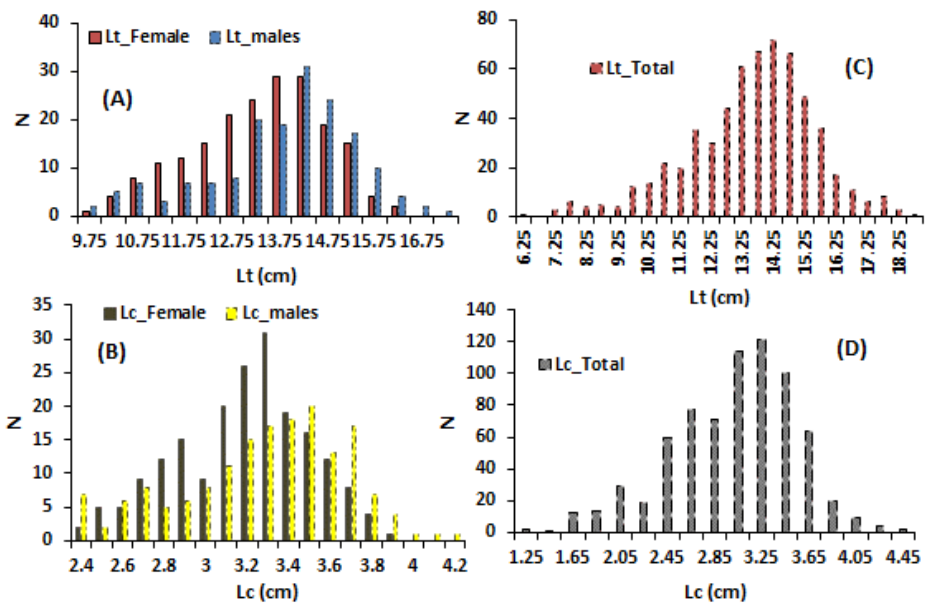 40
30
20
10
0
N
Lt_Female
Lt_males
(A)
9.75 10.75 11.75 12.75 13.75 14.75 15.75 16.75
Lt (cm)
80
60
40
20
0
N
Lt_Total
(C)
6.25 7.25 8.25 9.25 10.25 11.25 12.25 13.25 14.25 15.25 16.25 17.25 18.25
Lt (cm)
35
30
25
20
15
10
5
0
N
Lc_Female
Lc_males
(B)
2.4 2.6 2.8 3 3.2 3.4 3.6 3.8 4 4.2
Lc (cm)
140
120
100
80
60
40
20
0
N
Lc_Total
(D)
1.25 1.65 2.05 2.45 2.85 3.25 3.65 4.05 4.45
Lc (cm)